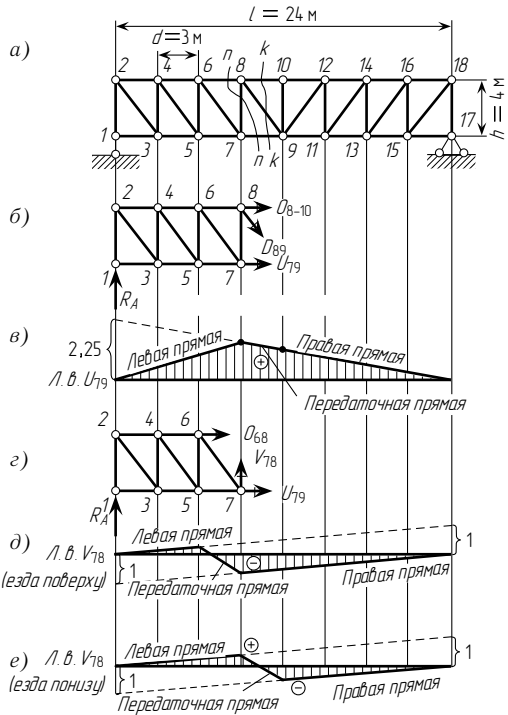 l = 24 м
d=3 м
а)
2 4 6 8 n k 10 12 14 16 18
h = 4 м
1 3 5 7 n k 9 11 13 15 17
б)
2 4 6 8 O8–10
D89
1 3 5 7 U79
RA
в)
2,25
Левая прямая
Правая прямая
+
Л. в. U79
Передаточная прямая
г)
2 4 6 O68
V78
1 3 5 7 U79
RA
д)
Левая прямая
1
Л. в. V78
(езда поверху)
1
−
Передаточная прямая
Правая прямая
е)
Левая прямая
+
1
Л. в. V78
(езда понизу)
1
Передаточная прямая
−
Правая прямая